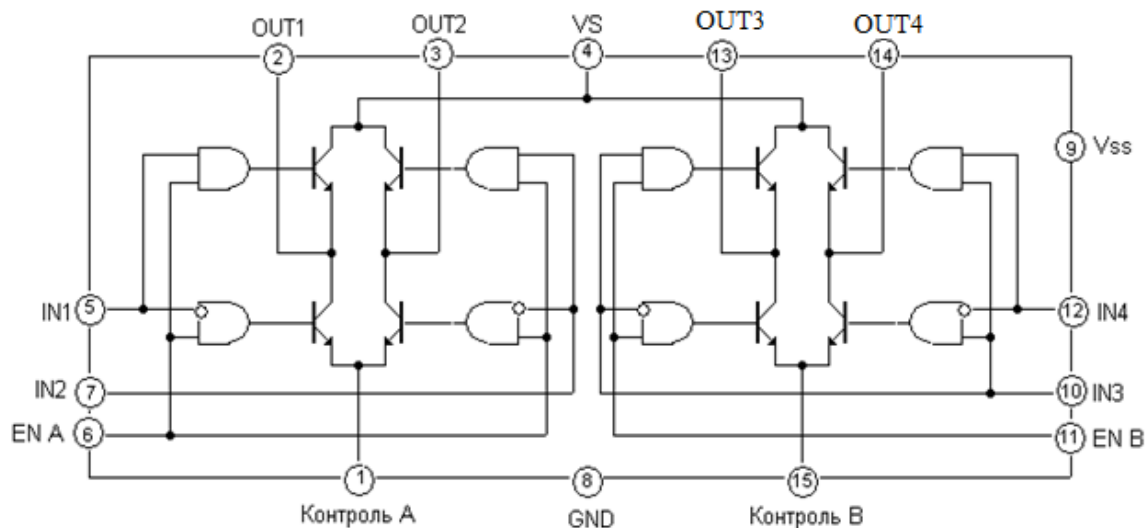 OUT1 OUT2 VS OUT3 OUT4
2 3 4 13 14
9 Vss
IN1 5 12 IN4
IN2 7 10 IN3
EN A 6 11 EN B
1 8 15
Контроль А GND Контроль В